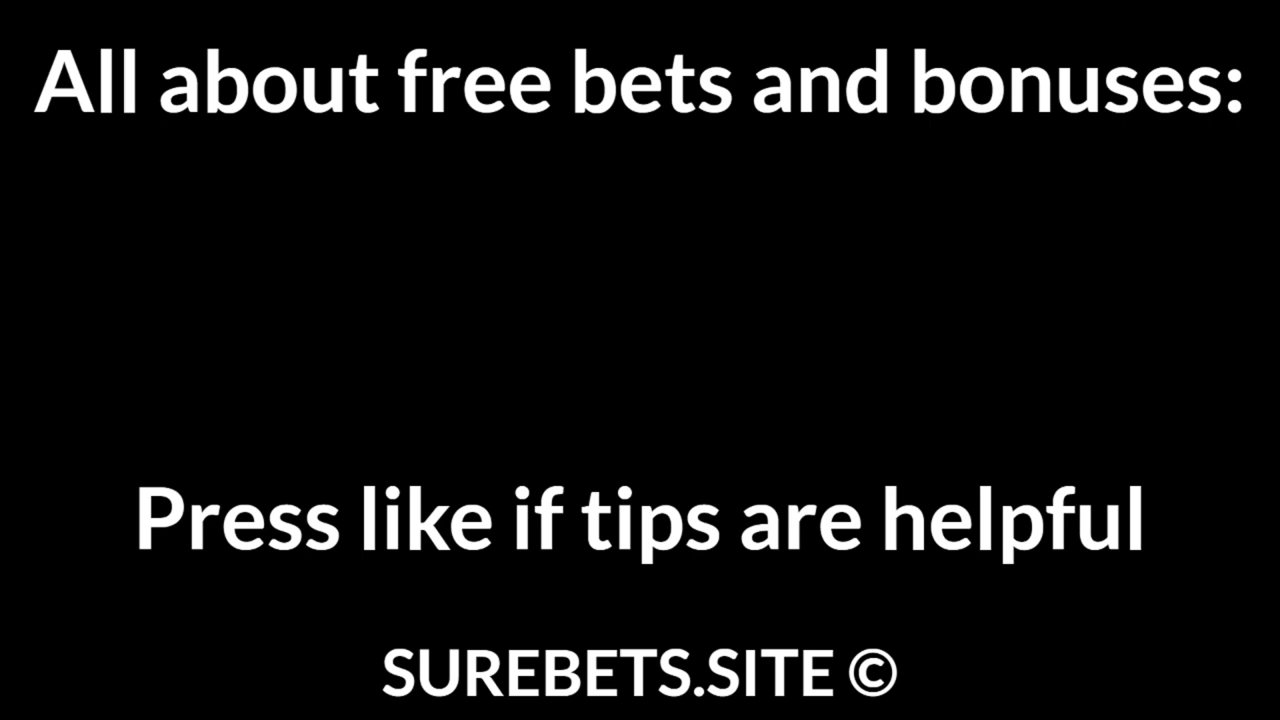 All about free bets and bonuses:
Press like if tips are helpful
SUREBETS.SITE ©